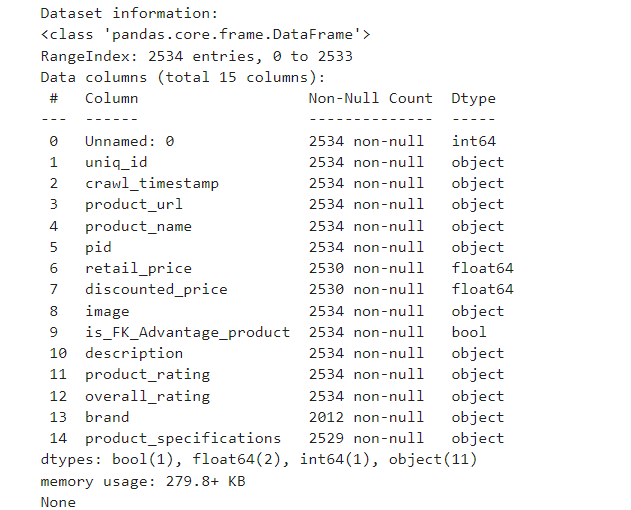 Dataset information:
<class 'pandas.core.frame.DataFrame'>
RangeIndex: 2534 entries, 0 to 2533
Data columns (total 15 columns):
 #   Column                   Non-Null Count  Dtype
---  ------                   --------------  -----
 0   Unnamed: 0               2534 non-null   int64
 1   uniq_id                  2534 non-null   object
 2   crawl_timestamp          2534 non-null   object
 3   product_url              2534 non-null   object
 4   product_name             2534 non-null   object
 5   pid                      2534 non-null   object
 6   retail_price             2530 non-null   float64
 7   discounted_price         2530 non-null   float64
 8   image                    2534 non-null   object
 9   is_FK_Advantage_product  2534 non-null   bool
 10  description              2534 non-null   object
 11  product_rating           2534 non-null   object
 12  overall_rating           2534 non-null   object
 13  brand                    2012 non-null   object
 14  product_specifications   2529 non-null   object
dtypes: bool(1), float64(2), int64(1), object(11)
memory usage: 279.8+ KB
None